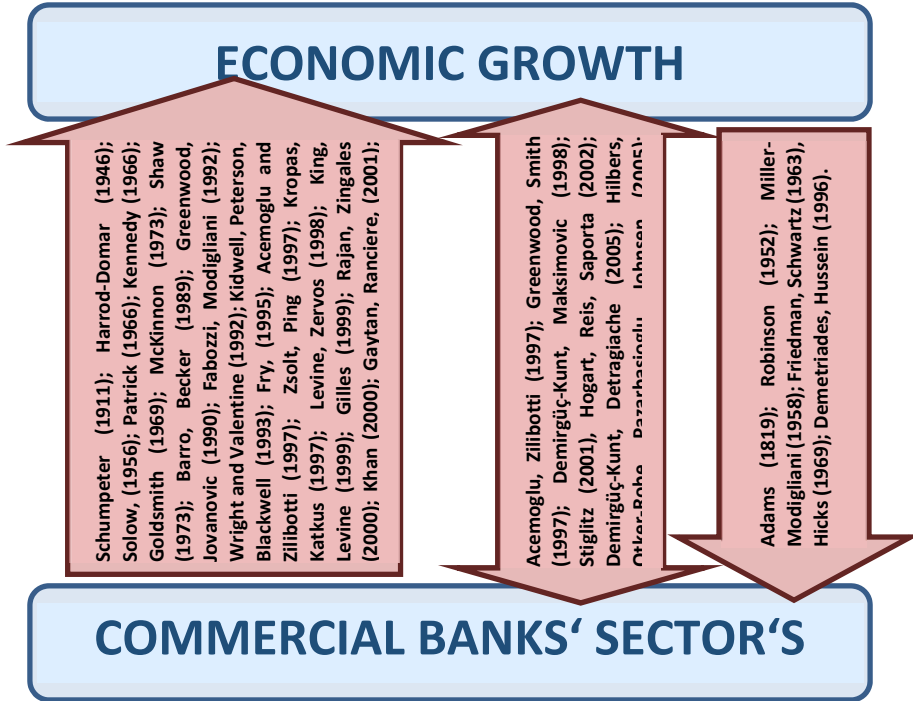 ECONOMIC GROWTH
Schumpeter (1911); Harrod-Domar (1946);
Solow, (1956); Patrick (1966); Kennedy (1966);
Goldsmith (1969); McKinnon (1973); Shaw
(1973); Barro, Becker (1989); Greenwood,
Jovanovic (1990); Fabozzi, Modigliani (1992);
Wright and Valentine (1992); Kidwell, Peterson,
Blackwell (1993); Fry, (1995); Acemoglu and
Zilibotti (1997); Zsolt, Ping (1997); Kropas,
Katkus (1997); Levine, Zervos (1998); King,
Levine (1999); Gilles (1999); Rajan, Zingales
(2000); Khan (2000); Gaytan, Ranciere, (2001);
Acemoglu, Zilibotti (1997); Greenwood, Smith
(1997); Demirgüç-Kunt, Maksimovic (1998);
Stiglitz (2001), Hogart, Reis, Saporta (2002);
Demirgüç-Kunt, Detragiache (2005); Hilbers,
Otker-Robe, Pazarbasioglu, Johnsen (2005).
Adams (1819); Robinson (1952); Miller-
Modigliani (1958); Friedman, Schwartz (1963),
Hicks (1969); Demetriades, Hussein (1996).
COMMERCIAL BANKS‘ SECTOR‘S